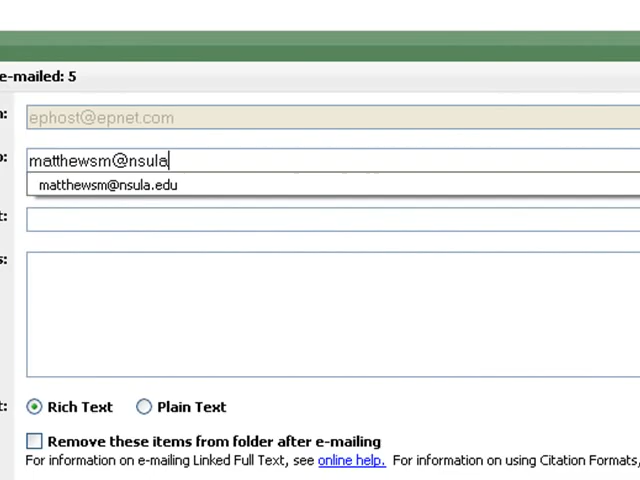 e-mailed: 5
ephost@epnet.com
matthewsm@nsula
matthewsm@nsula.edu
Rich Text Plain Text
Remove these items from folder after e-mailing
For information on e-mailing Linked Full Text, see online help. For information on using Citation Formats,